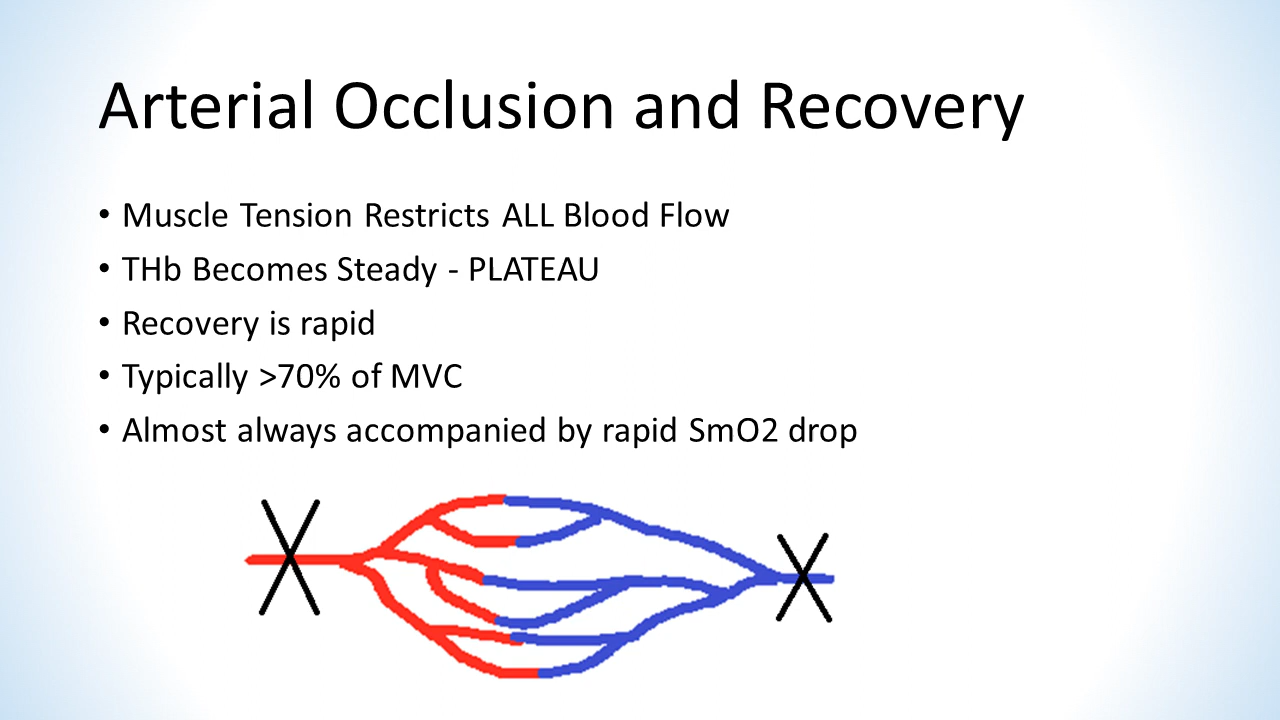 Arterial Occlusion and Recovery
• Muscle Tension Restricts ALL Blood Flow
• THb Becomes Steady - PLATEAU
• Recovery is rapid
• Typically >70% of MVC
• Almost always accompanied by rapid SmO2 drop